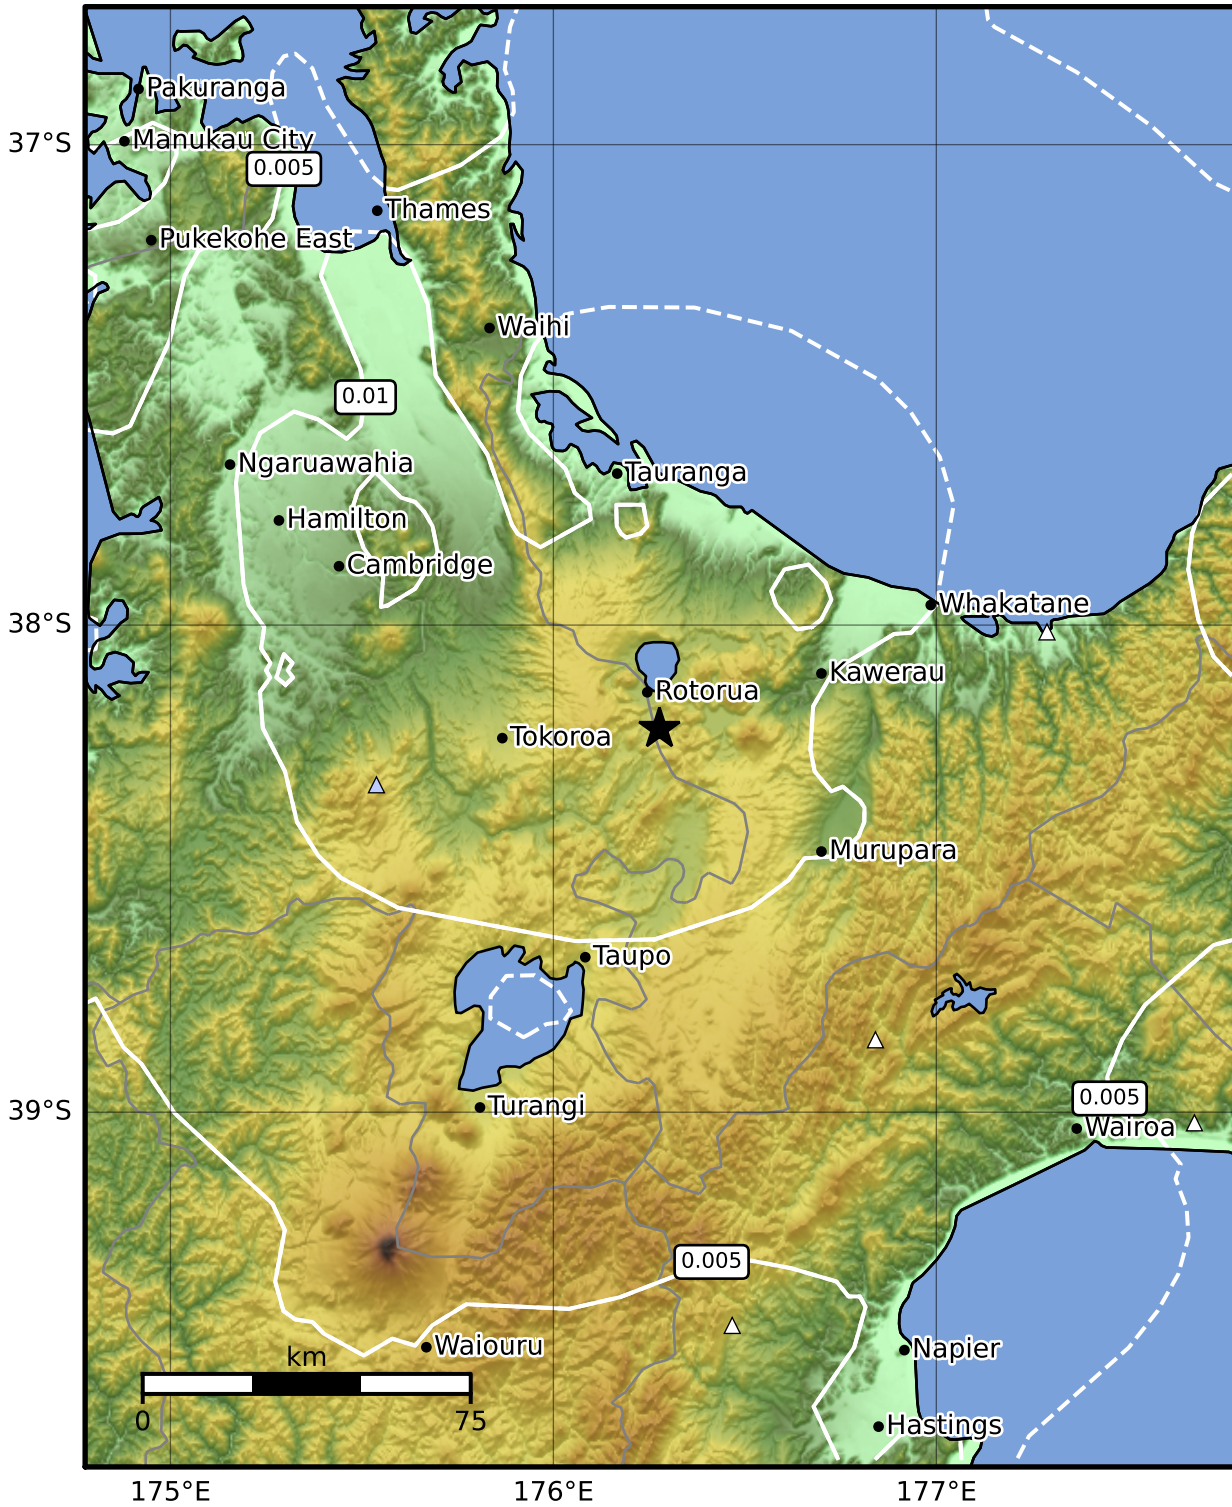 Pakuranga
37°S
Manukau City
0.005
Thames
Pukekohe East
Waihi
0.01
Ngaruawahia
Tauranga
Hamilton
Cambridge
38°S
Whakatane
Kawerau
Rotorua
Tokoroa
Murupara
Taupo
39°S
Turangi
0.005
Wairoa
0.005
Waiouru
Napier
km
0 75
Hastings
175°E 176°E 177°E